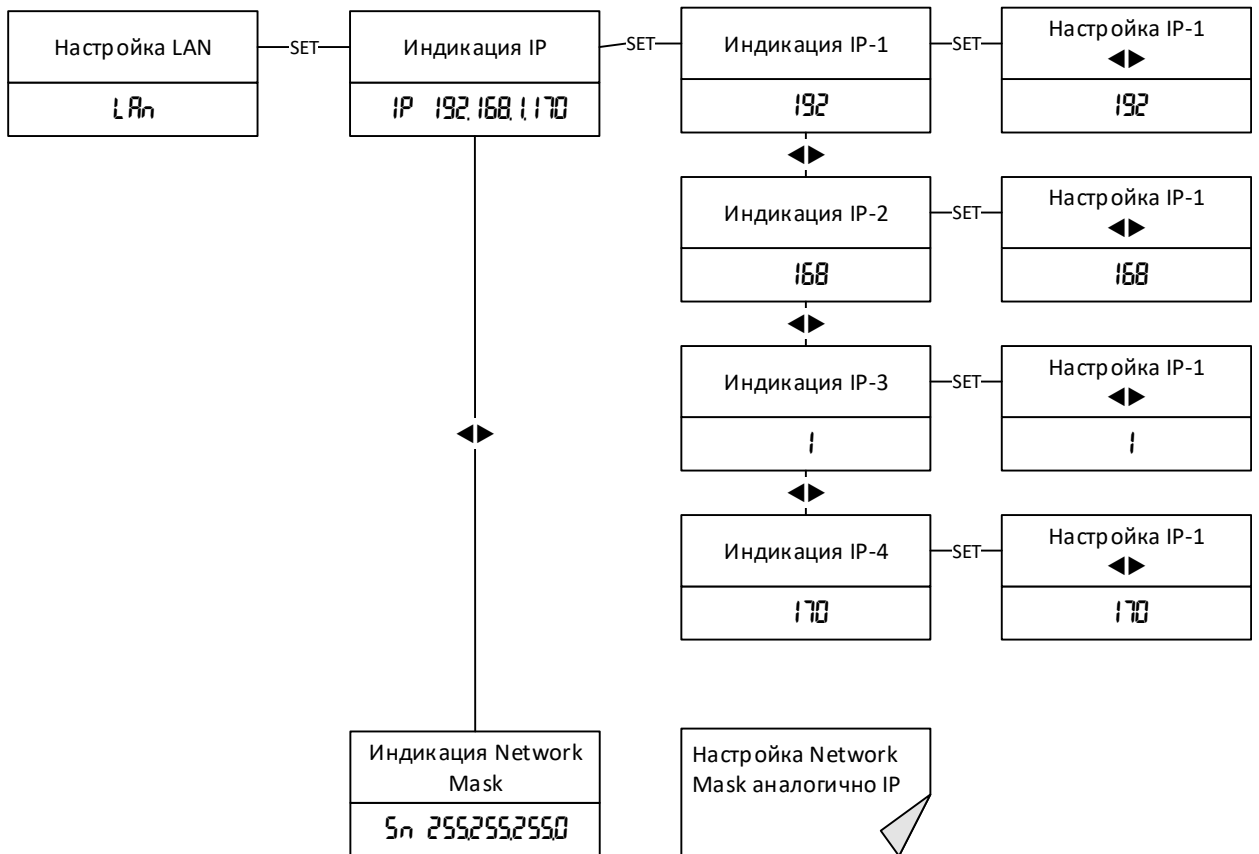 Настройка LAN
SET
Индикация IP
SET
Индикация IP-1
SET
Настройка IP-1
LAn
IP 192.168.1.170
192
192
Индикация IP-2
SET
Настройка IP-1
168
168
Индикация IP-3
SET
Настройка IP-1
1
1
Индикация IP-4
SET
Настройка IP-1
170
170
Индикация Network
Mask
Sn 255.255.255.0
Настройка Network
Mask аналогично IP